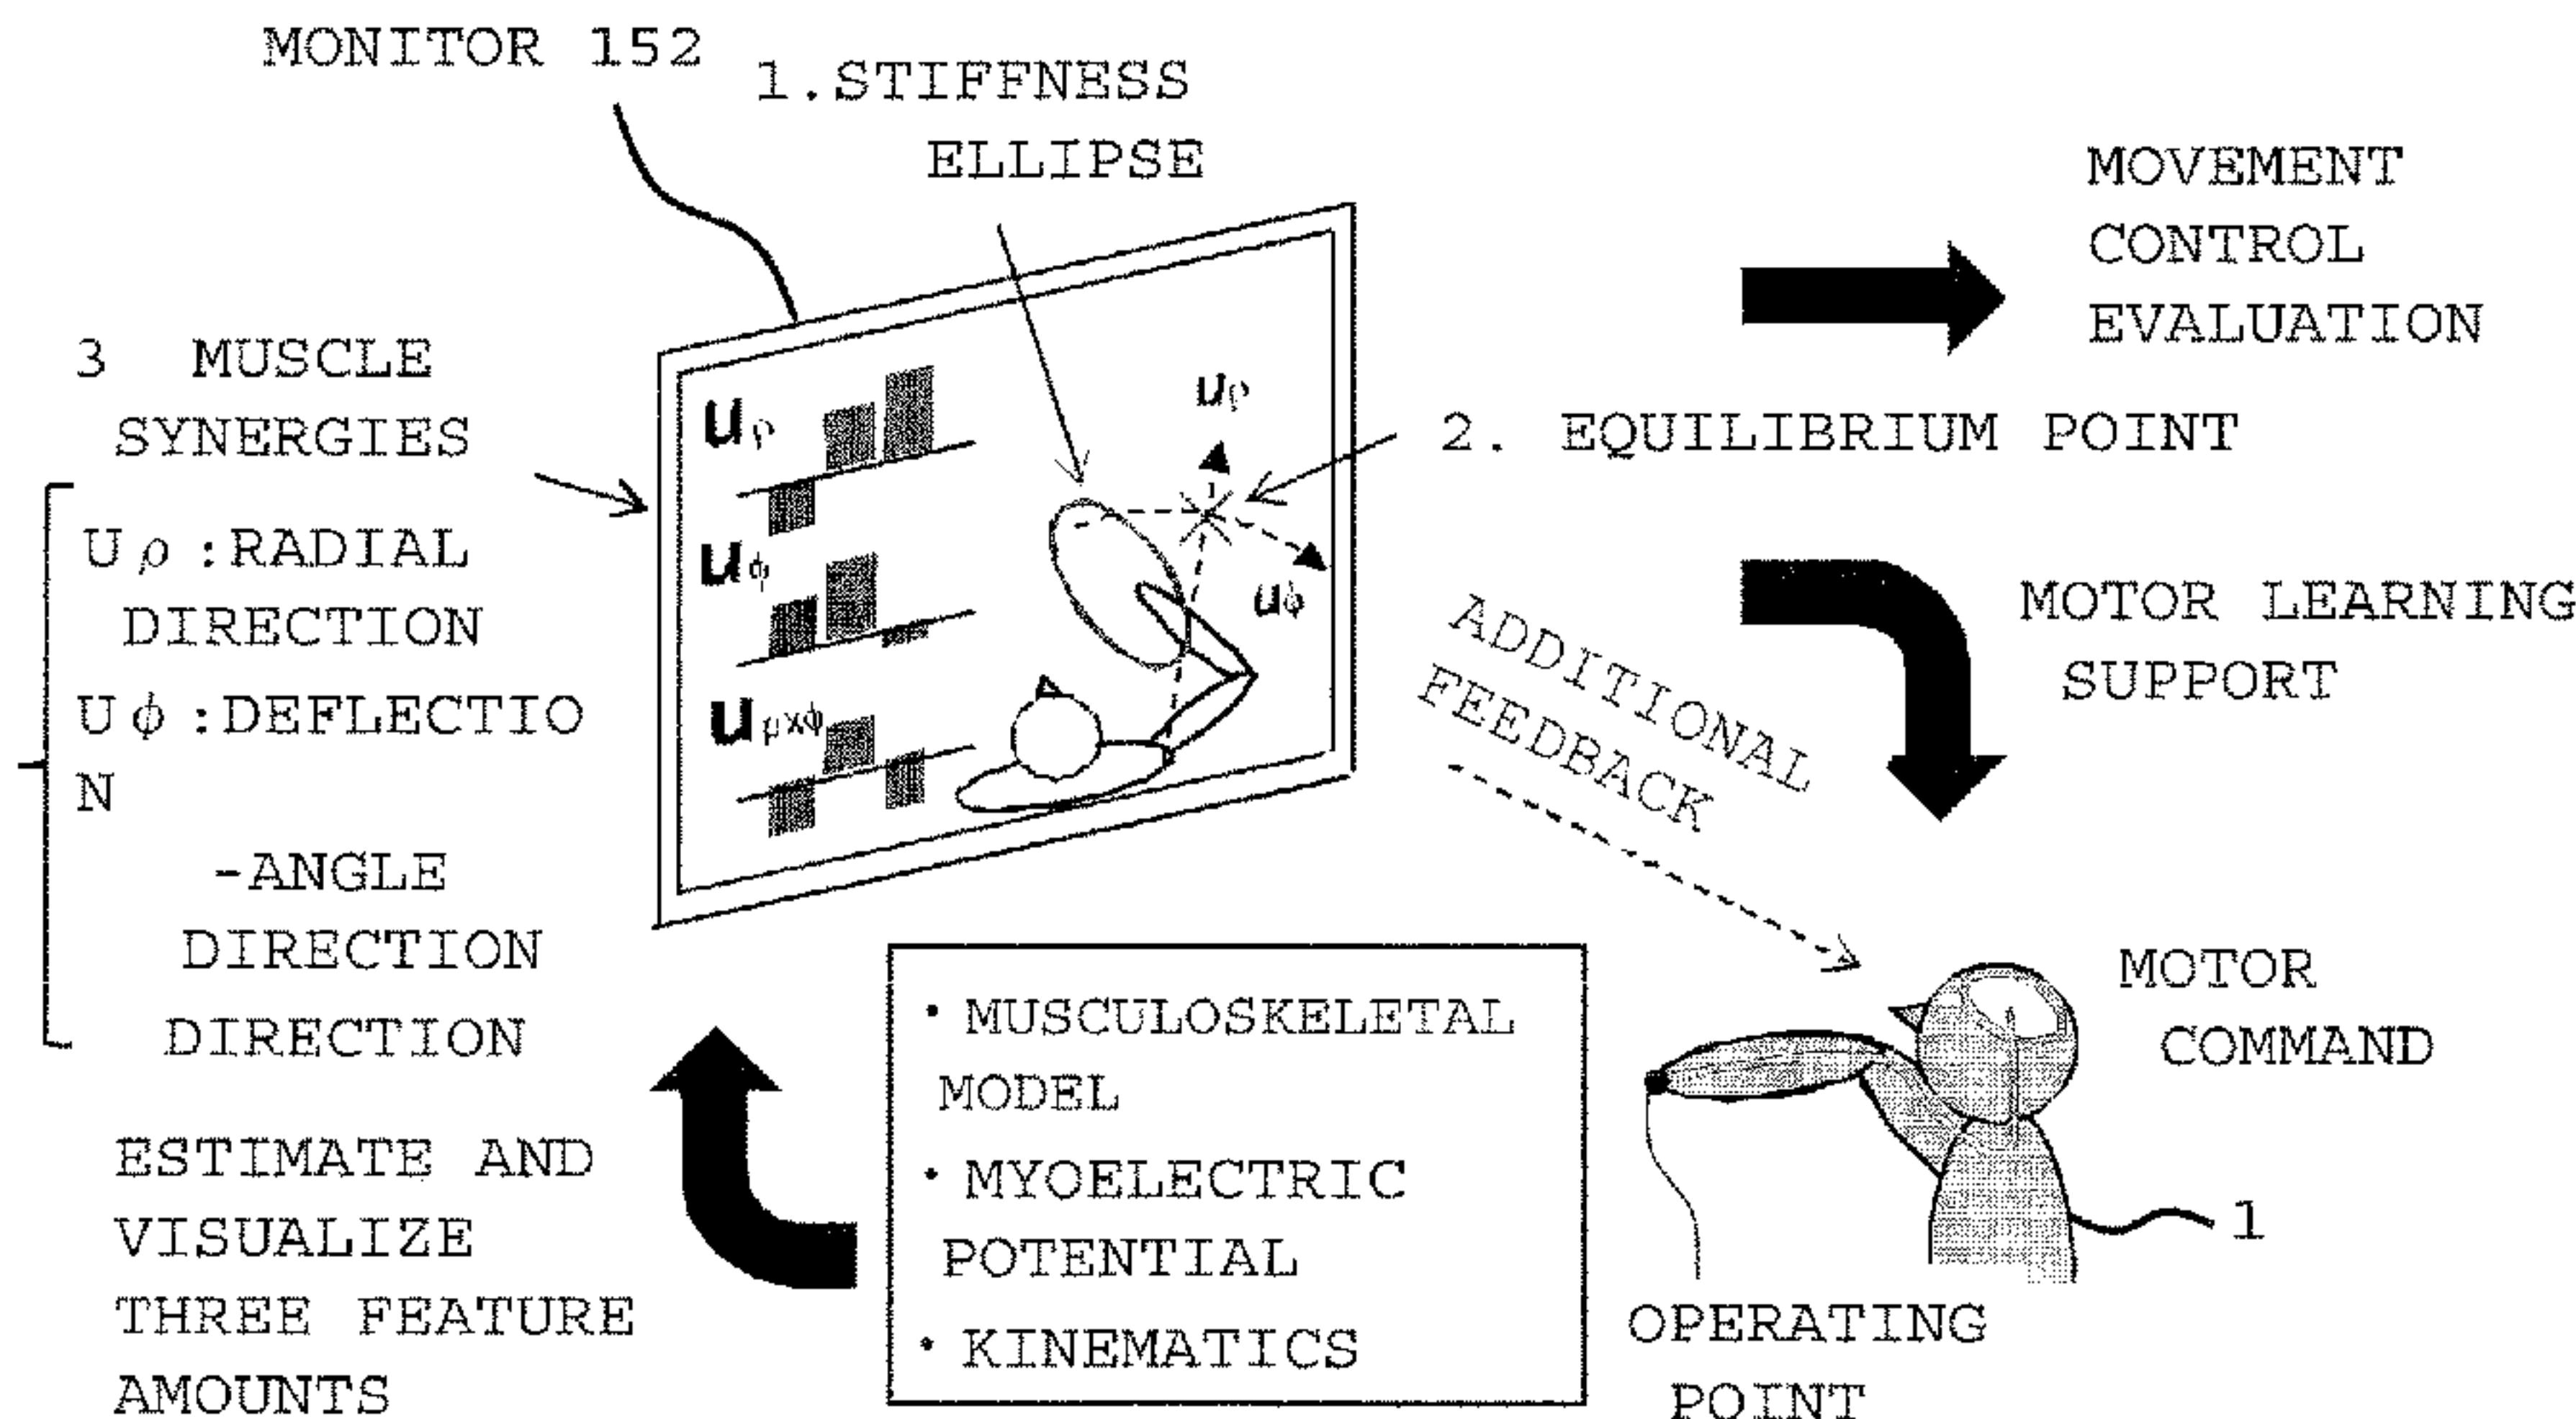 MONITOR 152
1.STIFFNESS
ELLIPSE
MOVEMENT
CONTROL
EVALUATION
3 MUSCLE
SYNERGIES
Uρ :RADIAL
DIRECTION
Uϕ :DEFLECTIO
N
-ANGLE
DIRECTION
DIRECTION
uρ
uϕ
uρxϕ
uρ
uϕ
2. EQUILIBRIUM POINT
MOTOR LEARNING
SUPPORT
ADDITIONAL
FEEDBACK
MOTOR
COMMAND
ESTIMATE AND
VISUALIZE
THREE FEATURE
AMOUNTS
• MUSCULOSKELETAL
MODEL
• MYOELECTRIC
POTENTIAL
• KINEMATICS
1
OPERATING
POINT